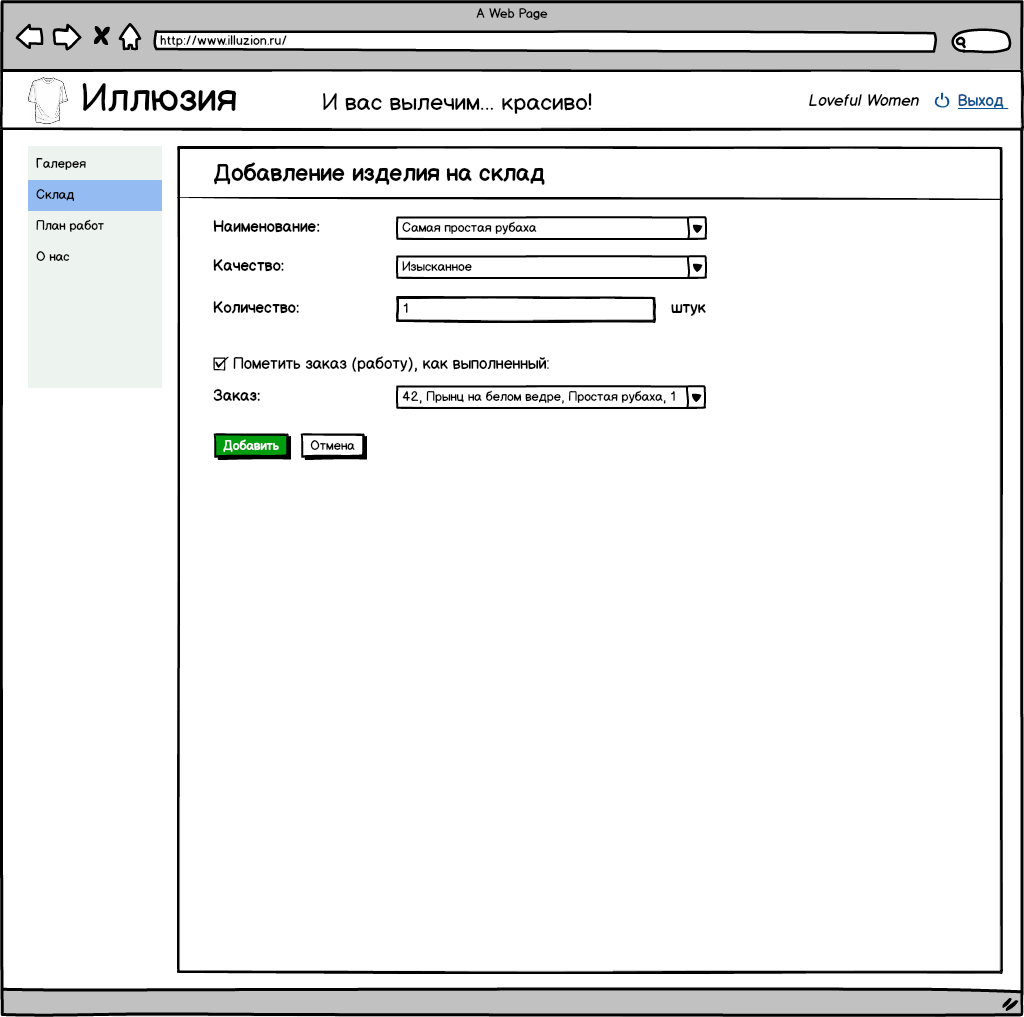 A Web Page
http://www.illuzion.ru/
Иллюзия
И вас вылечим... красиво!
Loveful Women
Выход
Галерея
Склад
План работ
О нас
Добавление изделия на склад
Наименование:
Самая простая рубаха
Качество:
Изысканное
Количество:
1
штук
Пометить заказ (работу), как выполненный:
Заказ:
42, Прынц на белом ведре, Простая рубаха, 1
Добавить
Отмена